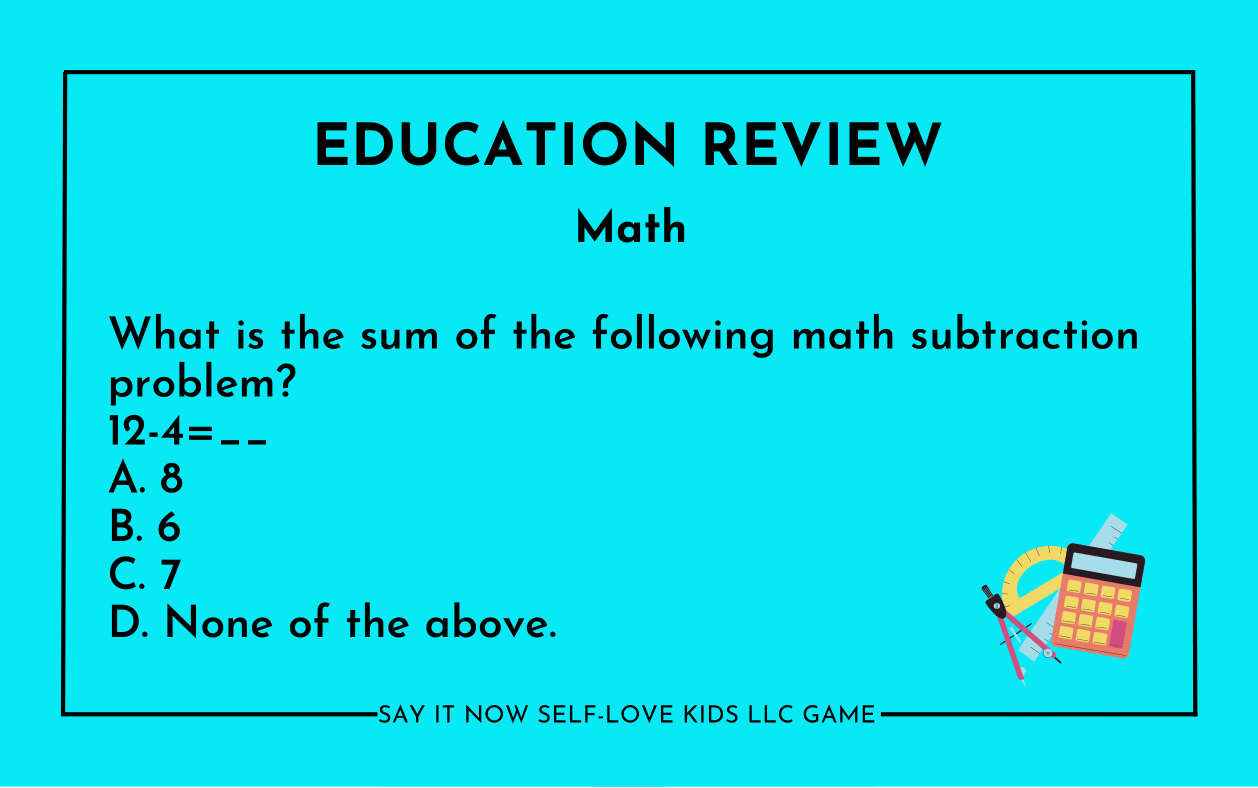 EDUCATION REVIEW
Math
What is the sum of the following math subtraction
problem?
12-4=__
A. 8
B. 6
C. 7
D. None of the above.
SAY IT NOW SELF-LOVE KIDS LLC GAME